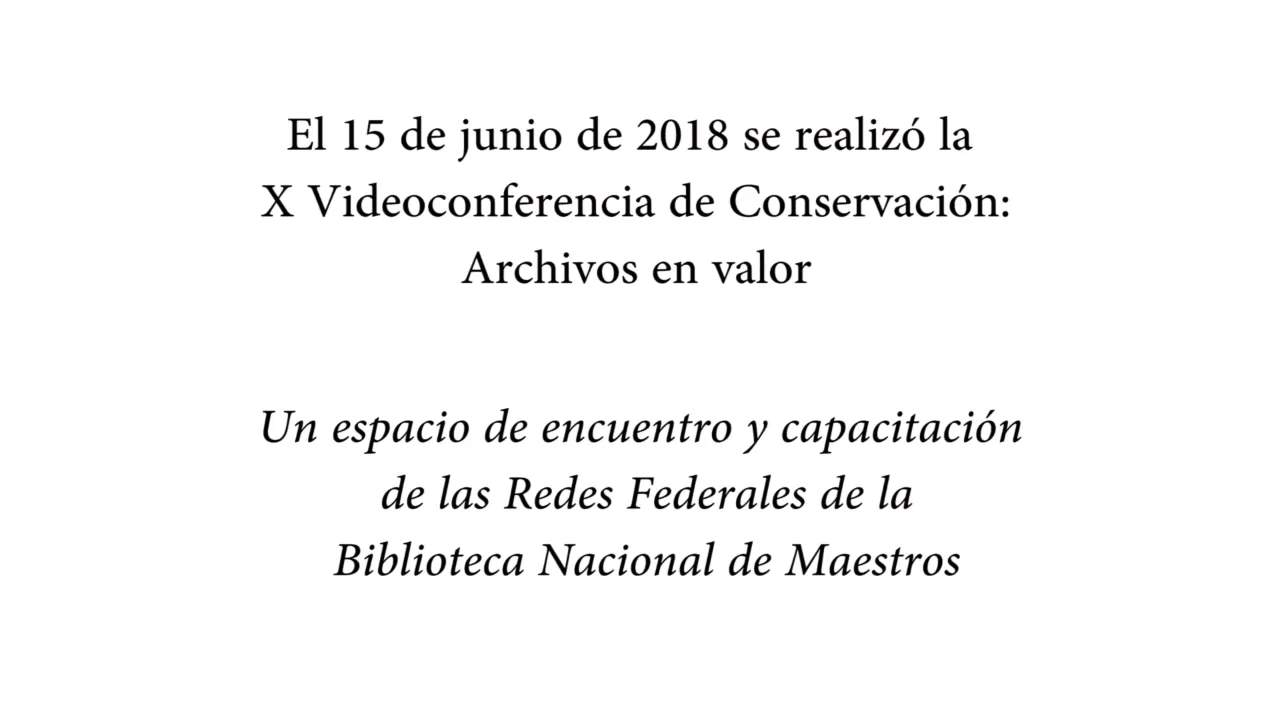 El 15 de junio de 2018 se realizó la
X Videoconferencia de Conservación:
Archivos en valor
Un espacio de encuentro y capacitación
de las Redes Federales de la
Biblioteca Nacional de Maestros